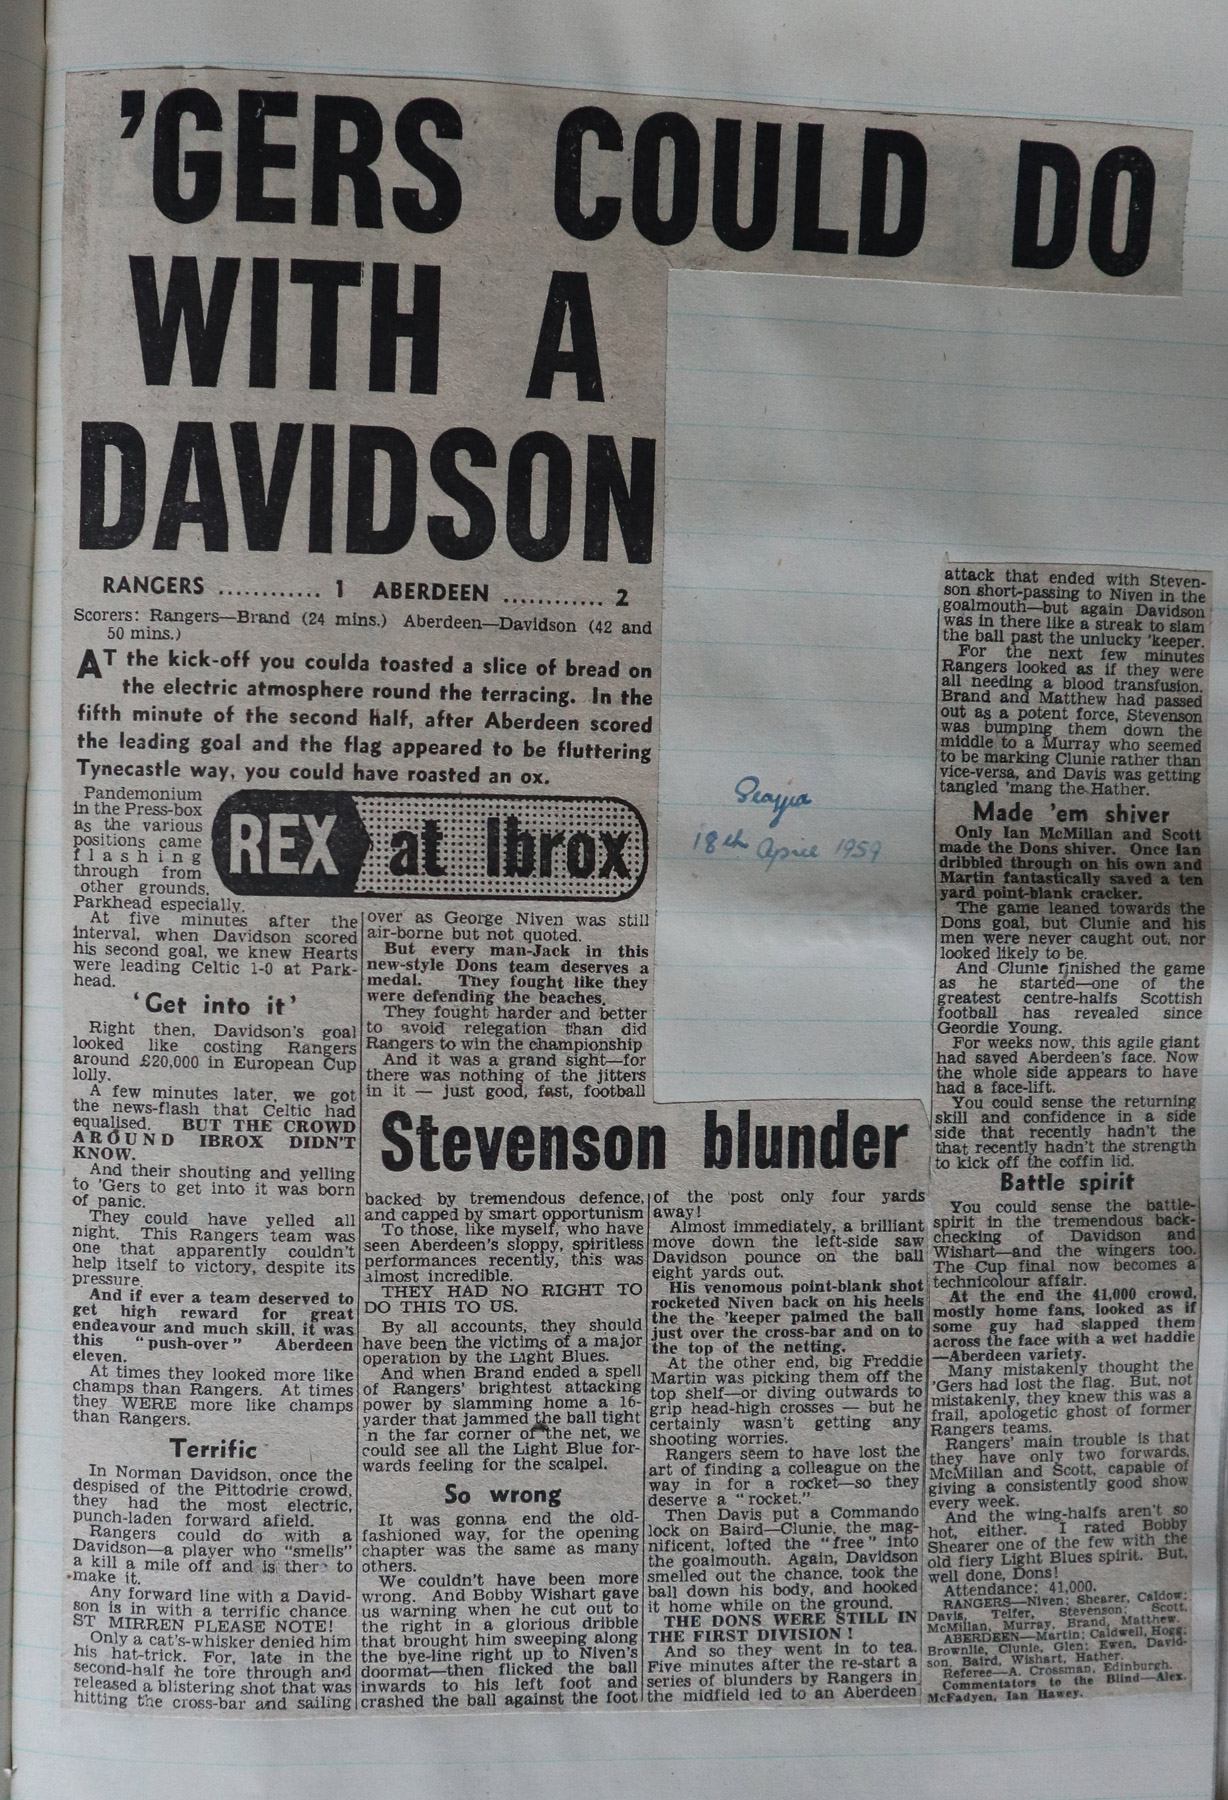 'GERS COULD DO
WITH A
DAVIDSON
RANGERS ............ 1 ABERDEEN ............ 2
Scorers: Rangers—Brand (24 mins.) Aberdeen—Davidson (42 and
50 mins.)
AT the kick-off you coulda toasted a slice of bread on
the electric atmosphere round the terracing. In the
fifth minute of the second half, after Aberdeen scored
the leading goal and the flag appeared to be fluttering
Tynecastle way, you could have roasted an ox.
REX at Ibrox
Pandemonium
in the Press-box
as the various
positions came
flashing
through from
other grounds,
Parkhead especially.
At five minutes after the
interval, when Davidson scored
his second goal, we knew Hearts
were leading Celtic 1-0 at Park-
head.
'Get into it'
Right then, Davidson's goal
looked like costing Rangers
around £20,000 in European Cup
lolly.
A few minutes later, we got
the news-flash that Celtic had
equalised. BUT THE CROWD
AROUND IBROX DIDN'T
KNOW.
And their shouting and yelling
to 'Gers to get into it was born
of panic.
They could have yelled all
night. This Rangers team was
one that apparently couldn't
help itself to victory, despite its
pressure.
And if ever a team deserved to
get high reward for great
endeavour and much skill, it was
this "push-over" Aberdeen
eleven.
At times they looked more like
champs than Rangers. At times
they WERE more like champs
than Rangers.
Terrific
In Norman Davidson, once the
despised of the Pittodrie crowd,
they had the most electric,
punch-laden forward afield.
Rangers could do with a
Davidson—a player who "smells"
a kill a mile off and is there to
make it.
Any forward line with a David-
son is in with a terrific chance.
ST MIRREN PLEASE NOTE!
Only a cat's-whisker denied him
his hat-trick. For, late in the
second-half he tore through and
released a blistering shot that was
hitting the cross-bar and sailing
over as George Niven was still
air-borne but not quoted.
But every man-Jack in this
new-style Dons team deserves a
medal. They fought like they
were defending the beaches.
They fought harder and better
to avoid relegation than did
Rangers to win the championship
And it was a grand sight—for
there was nothing of the jitters
in it — just good, fast, football
Stevenson blunder
backed by tremendous defence,
and capped by smart opportunism
To those, like myself, who have
seen Aberdeen's sloppy, spiritless
performances recently, this was
almost incredible.
THEY HAD NO RIGHT TO
DO THIS TO US.
By all accounts, they should
have been the victims of a major
operation by the Light Blues.
And when Brand ended a spell
of Rangers' brightest attacking
power by slamming home a 16-
yarder that jammed the ball tight
'n the far corner of the net, we
could see all the Light Blue for-
wards feeling for the scalpel.
So wrong
It was gonna end the old-
fashioned way, for the opening
chapter was the same as many
others.
We couldn't have been more
wrong. And Bobby Wishart gave
us warning when he cut out to
the right in a glorious dribble
that brought him sweeping along
the bye-line right up to Niven's
doormat—then flicked the ball
inwards to his left foot and
crashed the ball against the foot
of the post only four yards
away!
Almost immediately, a brilliant
move down the left-side saw
Davidson pounce on the ball
eight yards out.
His venomous point-blank shot
rocketed Niven back on his heels
the the 'keeper palmed the ball
just over the cross-bar and on to
the top of the netting.
At the other end, big Freddie
Martin was picking them off the
top shelf—or diving outwards to
grip head-high crosses — but he
certainly wasn't getting any
shooting worries.
Rangers seem to have lost the
art of finding a colleague on the
way in for a rocket—so they
deserve a "rocket."
Then Davis put a Commando
lock on Baird—Clunie, the mag-
nificent, lofted the "free" into
the goalmouth. Again, Davidson
smelled out the chance, took the
ball down his body, and hooked
it home while on the ground.
THE DONS WERE STILL IN
THE FIRST DIVISION!
And so they went in to tea.
Five minutes after the re-start a
series of blunders by Rangers in
the midfield led to an Aberdeen
attack that ended with Steven-
son short-passing to Niven in the
goalmouth—but again Davidson
was in there like a streak to slam
the ball past the unlucky 'keeper.
For the next few minutes
Rangers looked as if they were
all needing a blood transfusion.
Brand and Matthew had passed
out as a potent force, Stevenson
was bumping them down the
middle to a Murray who seemed
to be marking Clunie rather than
vice-versa, and Davis was getting
tangled 'mang the Hather.
Made 'em shiver
Only Ian McMillan and Scott
made the Dons shiver. Once Ian
dribbled through on his own and
Martin fantastically saved a ten
yard point-blank cracker.
The game leaned towards the
Dons goal, but Clunie and his
men were never caught out, nor
looked likely to be.
And Clunie finished the game
as he started—one of the
greatest centre-halfs Scottish
football has revealed since
Geordie Young.
For weeks now, this agile giant
had saved Aberdeen's face. Now
the whole side appears to have
had a face-lift.
You could sense the returning
skill and confidence in a side
side that recently hadn't the
that recently hadn't the strength
to kick off the coffin lid.
Battle spirit
You could sense the battle-
spirit in the tremendous back-
checking of Davidson and
Wishart—and the wingers too.
The Cup final now becomes a
technicolour affair.
At the end the 41,000 crowd,
mostly home fans, looked as if
some guy had slapped them
across the face with a wet haddie
—Aberdeen variety.
Many mistakenly thought the
'Gers had lost the flag. But, not
mistakenly, they knew this was a
frail, apologetic ghost of former
Rangers teams.
Rangers' main trouble is that
they have only two forwards,
McMillan and Scott, capable of
giving a consistently good show
every week.
And the wing-halfs aren't so
hot, either. I rated Bobby
Shearer one of the few with the
old fiery Light Blues spirit. But,
well done, Dons!
Attendance: 41,000.
RANGERS—Niven; Shearer, Caldow;
Davis, Telfer, Stevenson; Scott,
McMillan, Murray, Brand, Matthew.
ABERDEEN—Martin; Caldwell, Hogg;
Brownlie, Clunie, Glen; Ewen, David-
son, Baird, Wishart, Hather.
Referee—A. Crossman, Edinburgh.
Commentators to the Blind—Alex.
McFadyen, Ian Hawey.
18th April 1959